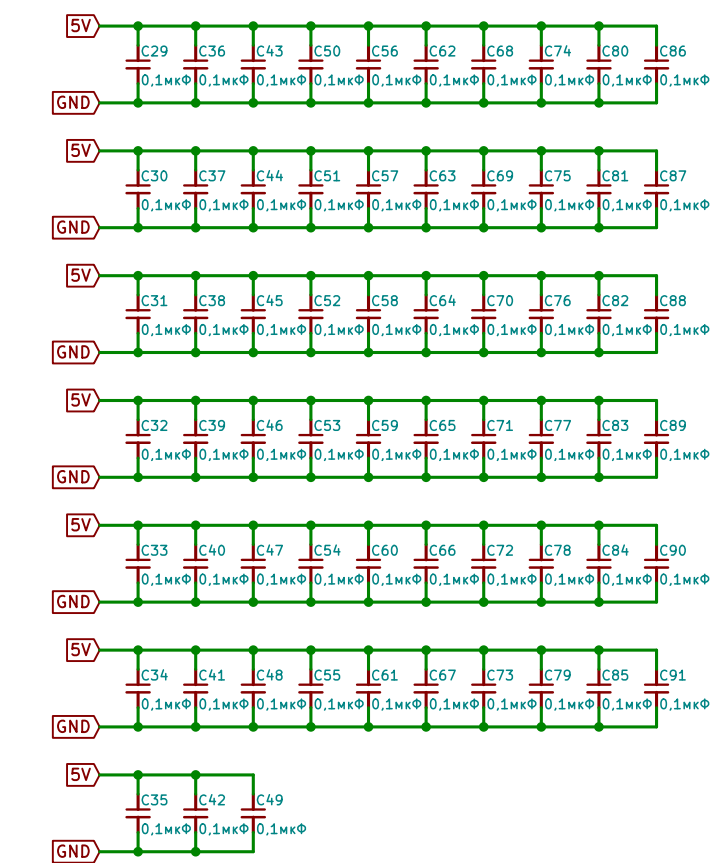 5V
C29 C36 C43 C50 C56 C62 C68 C74 C80 C86
0,1мкФ 0,1мкФ 0,1мкФ 0,1мкФ 0,1мкФ 0,1мкФ 0,1мкФ 0,1мкФ 0,1мкФ 0,1мкФ
GND
5V
C30 C37 C44 C51 C57 C63 C69 C75 C81 C87
0,1мкФ 0,1мкФ 0,1мкФ 0,1мкФ 0,1мкФ 0,1мкФ 0,1мкФ 0,1мкФ 0,1мкФ 0,1мкФ
GND
5V
C31 C38 C45 C52 C58 C64 C70 C76 C82 C88
0,1мкФ 0,1мкФ 0,1мкФ 0,1мкФ 0,1мкФ 0,1мкФ 0,1мкФ 0,1мкФ 0,1мкФ 0,1мкФ
GND
5V
C32 C39 C46 C53 C59 C65 C71 C77 C83 C89
0,1мкФ 0,1мкФ 0,1мкФ 0,1мкФ 0,1мкФ 0,1мкФ 0,1мкФ 0,1мкФ 0,1мкФ 0,1мкФ
GND
5V
C33 C40 C47 C54 C60 C66 C72 C78 C84 C90
0,1мкФ 0,1мкФ 0,1мкФ 0,1мкФ 0,1мкФ 0,1мкФ 0,1мкФ 0,1мкФ 0,1мкФ 0,1мкФ
GND
5V
C34 C41 C48 C55 C61 C67 C73 C79 C85 C91
0,1мкФ 0,1мкФ 0,1мкФ 0,1мкФ 0,1мкФ 0,1мкФ 0,1мкФ 0,1мкФ 0,1мкФ 0,1мкФ
GND
5V
C35 C42 C49
0,1мкФ 0,1мкФ 0,1мкФ
GND